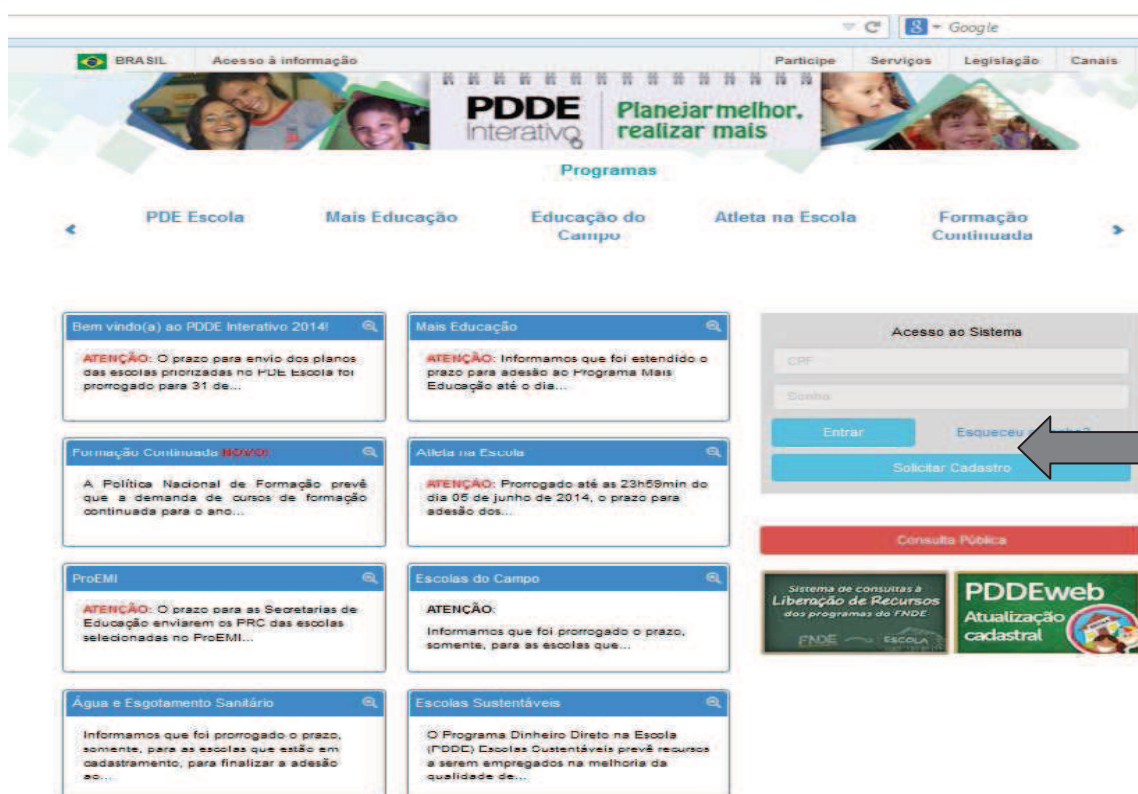 Google
BRASIL Acesso à informação Participe Serviços Legislação Canais
PDDE
Interativo
Planejar melhor,
realizar mais
Programas
PDE Escola Mais Educação Educação do
Campo Atleta na Escola Formação
Continuada
Bem vindo(a) ao PDDE Interativo 2014!
ATENÇÃO: O prazo para envio dos planos
das escolas priorizadas no PDE Escola foi
prorrogado para 31 de...
Mais Educação
ATENÇÃO: Informamos que foi estendido o
prazo para adesão ao Programa Mais
Educação até o dia...
Acesso ao Sistema
CPF
Senha
Entrar Esqueceu
Solicitar Cadastro
Formação Continuada NOVO!
A Política Nacional de Formação prevê
que a demanda de cursos de formação
continuada para o ano...
Atleta na Escola
ATENÇÃO: Prorrogado até as 23h59min do
dia 05 de junho de 2014, o prazo para
adesão dos...
Consulta Pública
ProEMI
ATENÇÃO: O prazo para as Secretarias de
Educação enviarem os PRC das escolas
selecionadas no ProEMI...
Escolas do Campo
ATENÇÃO:
Informamos que foi prorrogado o prazo,
somente, para as escolas que...
Sistema de consultas a
Liberação de Recursos
dos programas do FNDE
FNDE ESCOLA
PDDEweb
Atualização
cadastral
Água e Esgotamento Sanitário
Informamos que foi prorrogado o prazo,
somente, para as escolas que estão em
cadastramento, para finalizar a adesão
ao...
Escolas Sustentáveis
O Programa Dinheiro Direto na Escola
(PDDE) Escolas Sustentáveis prevê recursos
a serem empregados na melhoria da
qualidade de...